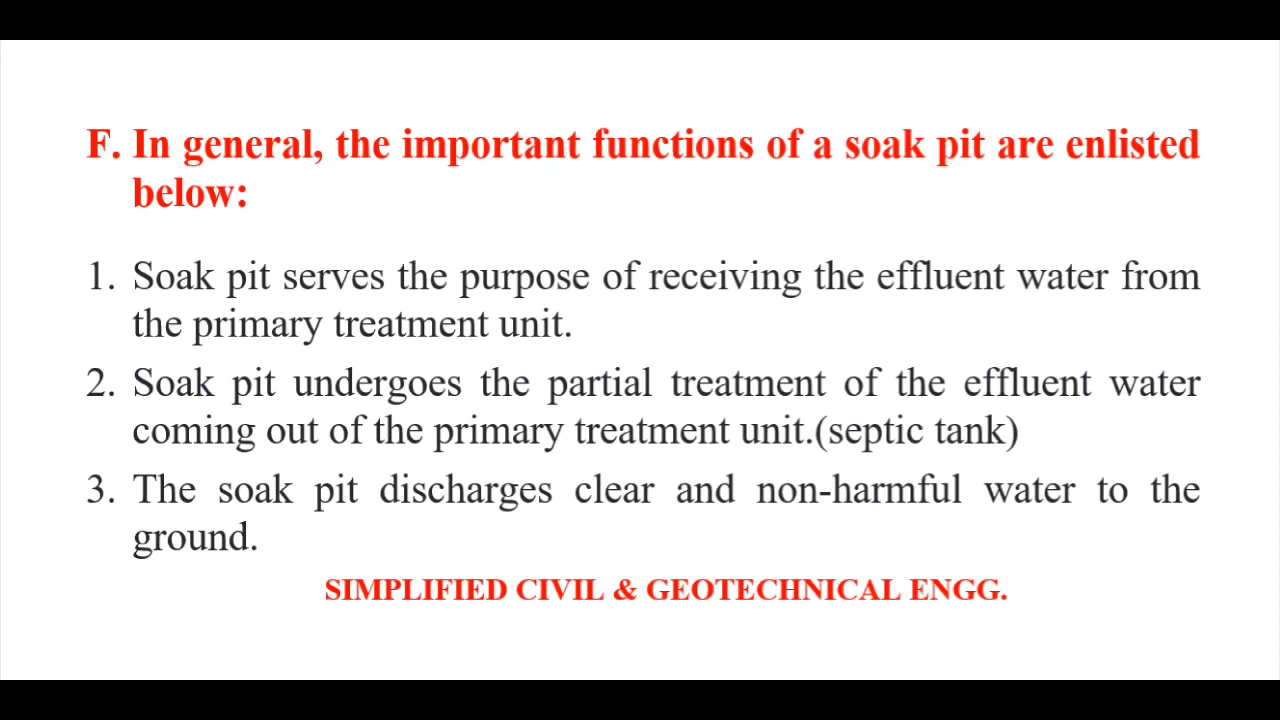 F. In general, the important functions of a soak pit are enlisted
below:
1. Soak pit serves the purpose of receiving the effluent water from
the primary treatment unit.
2. Soak pit undergoes the partial treatment of the effluent water
coming out of the primary treatment unit.(septic tank)
3. The soak pit discharges clear and non-harmful water to the
ground.
SIMPLIFIED CIVIL & GEOTECHNICAL ENGG.